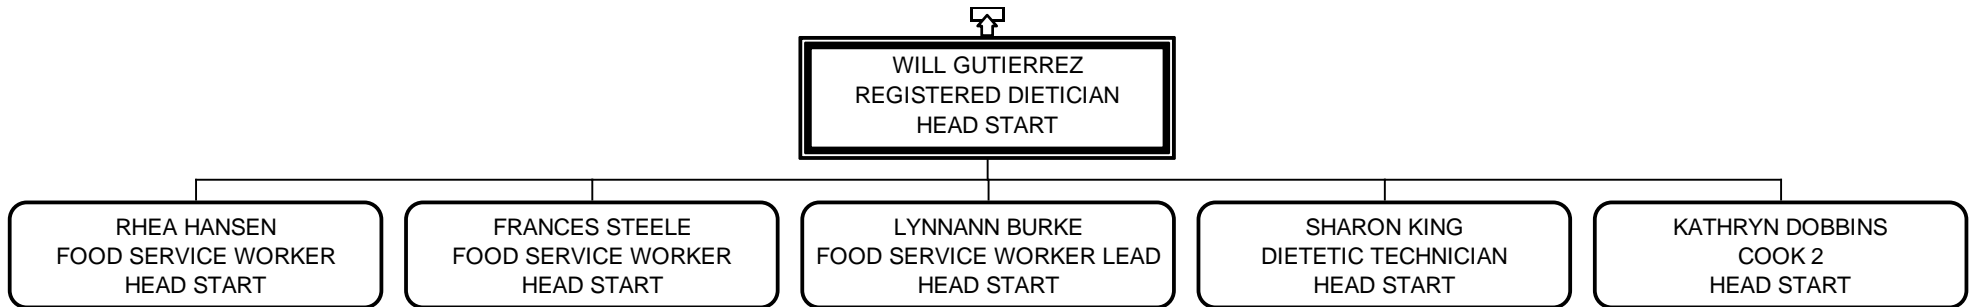 WILL GUTIERREZ
REGISTERED DIETICIAN
HEAD START
RHEA HANSEN
FOOD SERVICE WORKER
HEAD START
FRANCES STEELE
FOOD SERVICE WORKER
HEAD START
LYNNANN BURKE
FOOD SERVICE WORKER LEAD
HEAD START
SHARON KING
DIETETIC TECHNICIAN
HEAD START
KATHRYN DOBBINS
COOK 2
HEAD START